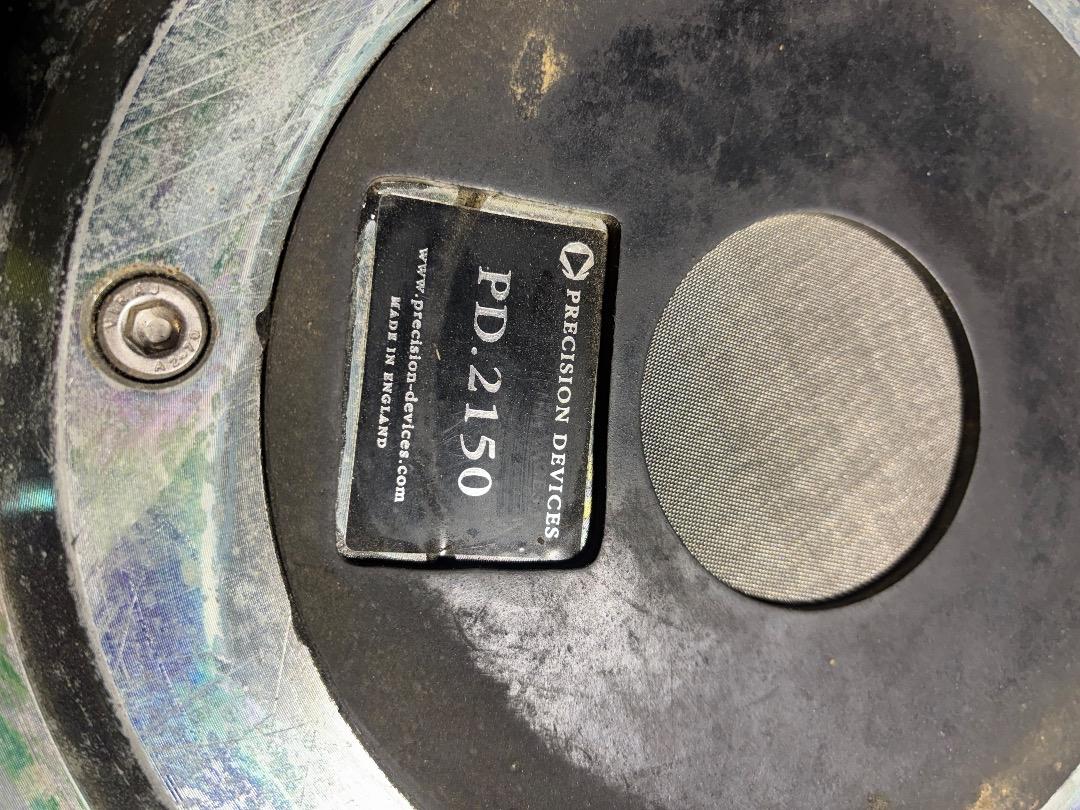 PRECISION DEVICES
PD.2150
www.precision-devices.com
MADE IN ENGLAND